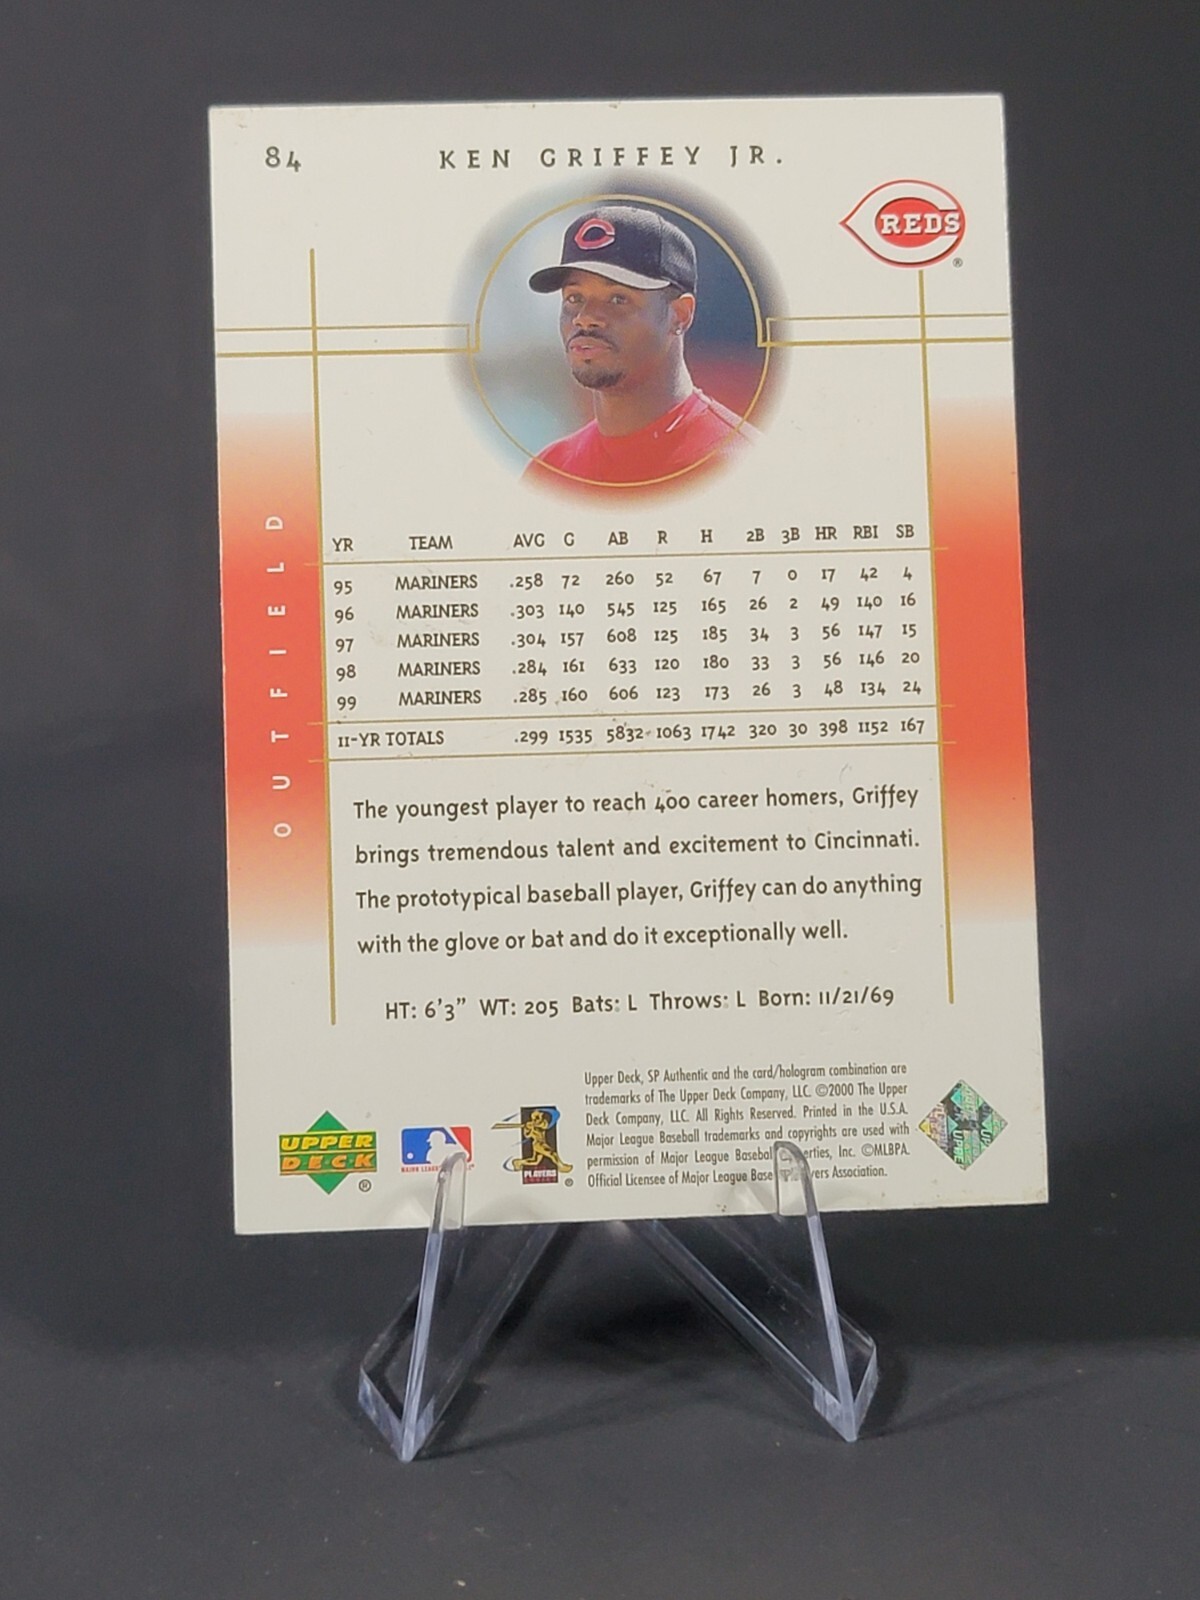 84
KEN GRIFFEY JR.
REDS
OUTFIELD
YR TEAM AVG G AB R H 2B 3B HR RBI SB
95 MARINERS .258 72 260 52 67 7 0 17 42 4
96 MARINERS .303 140 545 125 165 26 2 49 140 16
97 MARINERS .304 157 608 125 185 34 3 56 147 15
98 MARINERS .284 161 633 120 180 33 3 56 146 20
99 MARINERS .285 160 606 123 173 26 3 48 134 24
11-YR TOTALS .299 1535 5832 1063 1742 320 30 398 1152 167
The youngest player to reach 400 career homers, Griffey
brings tremendous talent and excitement to Cincinnati.
The prototypical baseball player, Griffey can do anything
with the glove or bat and do it exceptionally well.
HT: 6'3" WT: 205 Bats: L Throws: L Born: 11/21/69
Upper Deck, SP Authentic and the card/hologram combination are
trademarks of The Upper Deck Company, LLC. ©2000 The Upper
Deck Company, LLC. All Rights Reserved. Printed in the U.S.A.
Major League Baseball trademarks and copyrights are used with
permission of Major League Baseball erties, Inc. ©MLBPA.
Official Licensee of Major League Base yers Association.
UPPER
DECK
®
MAJOR LEAG
PLAYERS
®